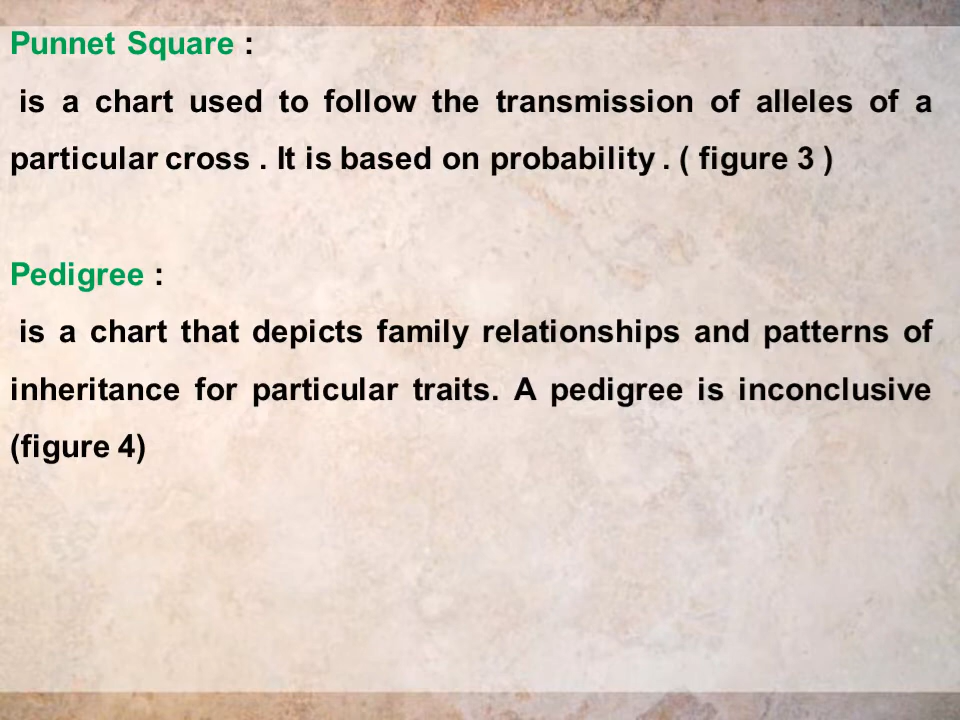 Punnet Square :
is a chart used to follow the transmission of alleles of a
particular cross . It is based on probability . ( figure 3 )
Pedigree :
is a chart that depicts family relationships and patterns of
inheritance for particular traits. A pedigree is inconclusive
(figure 4)